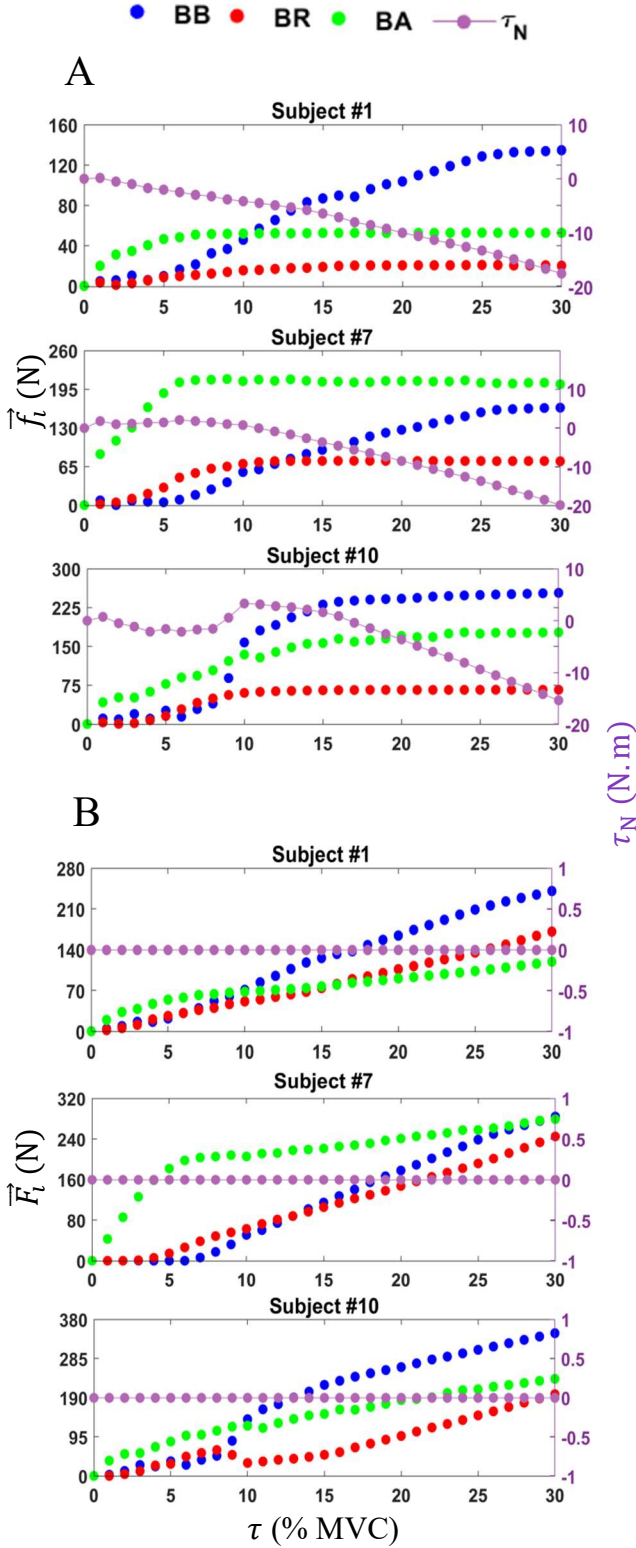 BB BR BA τ_N
A
Subject #1
160 120 80 40 0
10 0 -10 -20
0 5 10 15 20 25 30
Subject #7
260 195 130 65 0
10 0 -10 -20
0 5 10 15 20 25 30
f⃗_i (N)
Subject #10
300 225 150 75 0
10 0 -10 -20
0 5 10 15 20 25 30
τ_N (N. m)
B
Subject #1
280 210 140 70 0
1 0.5 0 -0.5 -1
0 5 10 15 20 25 30
Subject #7
320 240 160 80 0
1 0.5 0 -0.5 -1
0 5 10 15 20 25 30
F⃗_i (N)
Subject #10
380 285 190 95 0
1 0.5 0 -0.5 -1
0 5 10 15 20 25 30
τ (% MVC)